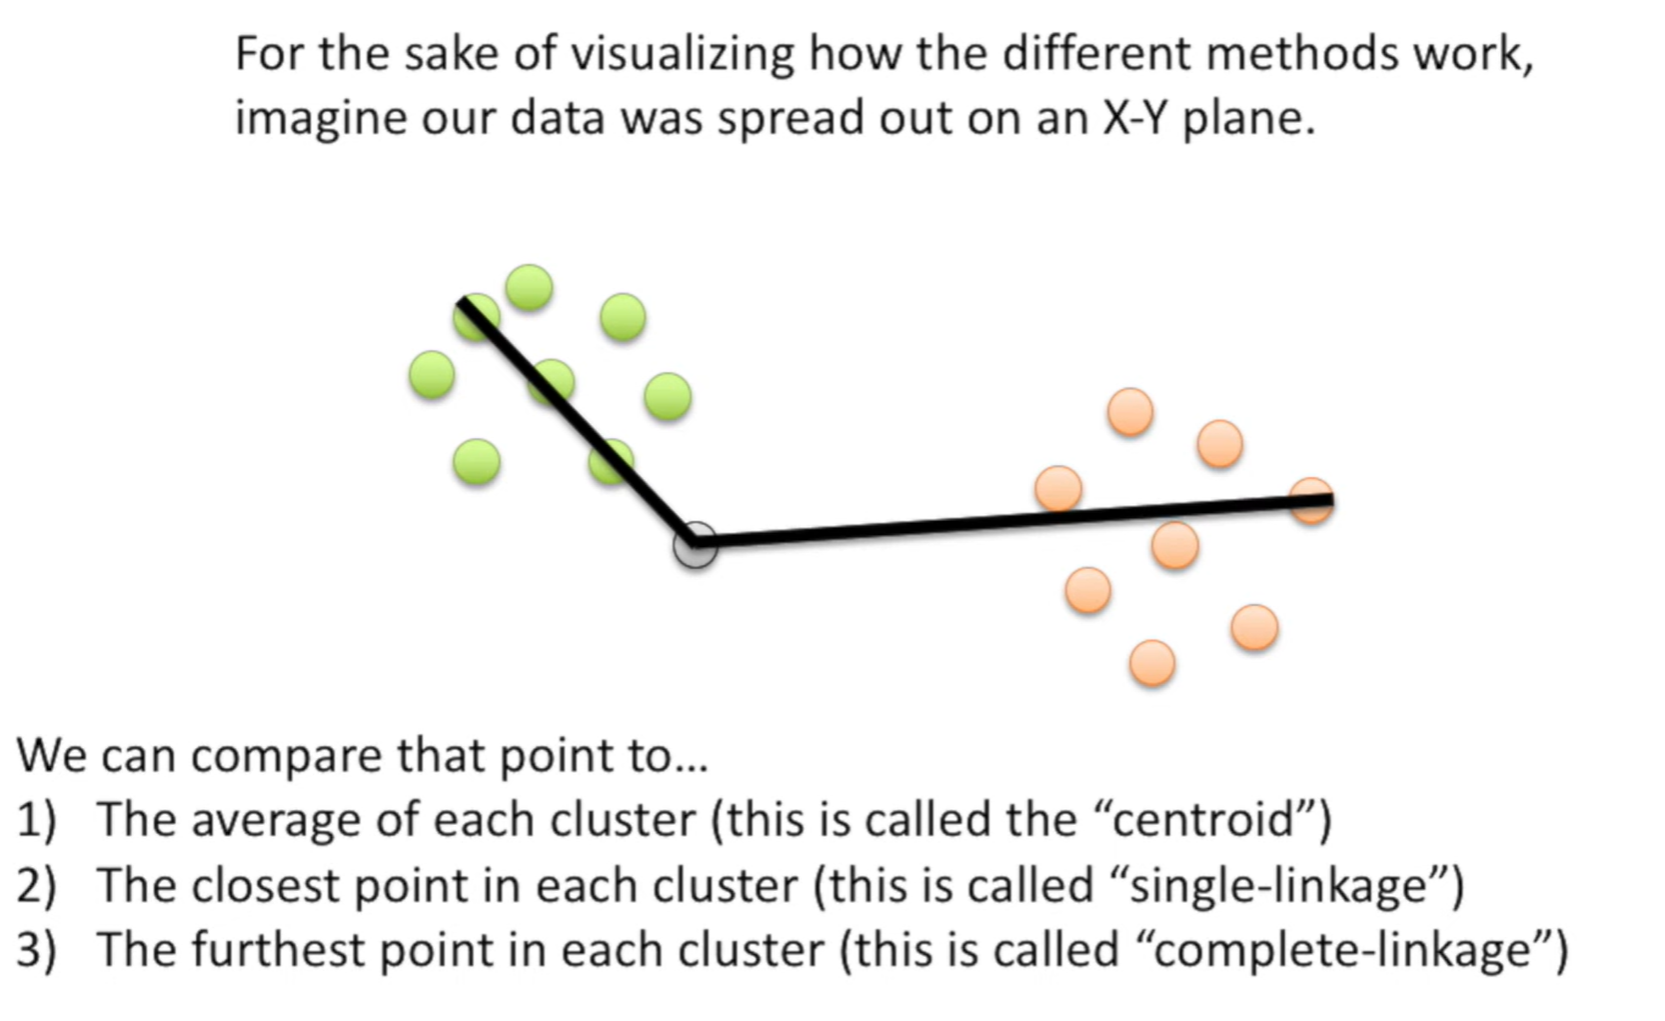 For the sake of visualizing how the different methods work,
imagine our data was spread out on an X-Y plane.
We can compare that point to...
1) The average of each cluster (this is called the “centroid”)
2) The closest point in each cluster (this is called “single-linkage”)
3) The furthest point in each cluster (this is called “complete-linkage”)